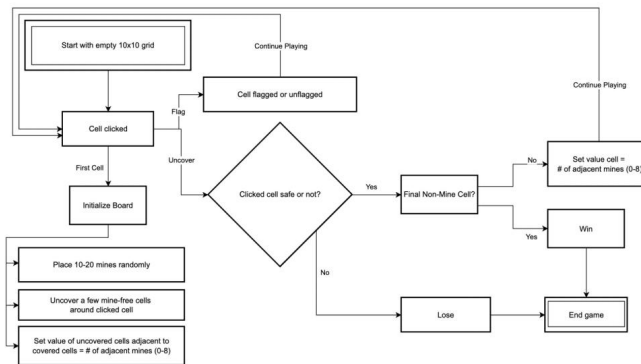 Continue Playing
Start with empty 10x10 grid
Continue Playing
Cell flagged or unflagged
Flag
Cell clicked
Uncover
First Cell
Clicked cell safe or not?
Yes
Final Non-Mine Cell?
No
Set value cell =
# of adjacent mines (0-8)
Initialize Board
Yes
Win
Place 10-20 mines randomly
No
Uncover a few mine-free cells
around clicked cell
Lose
End game
Set value of uncovered cells adjacent to
covered cells = # of adjacent mines (0-8)